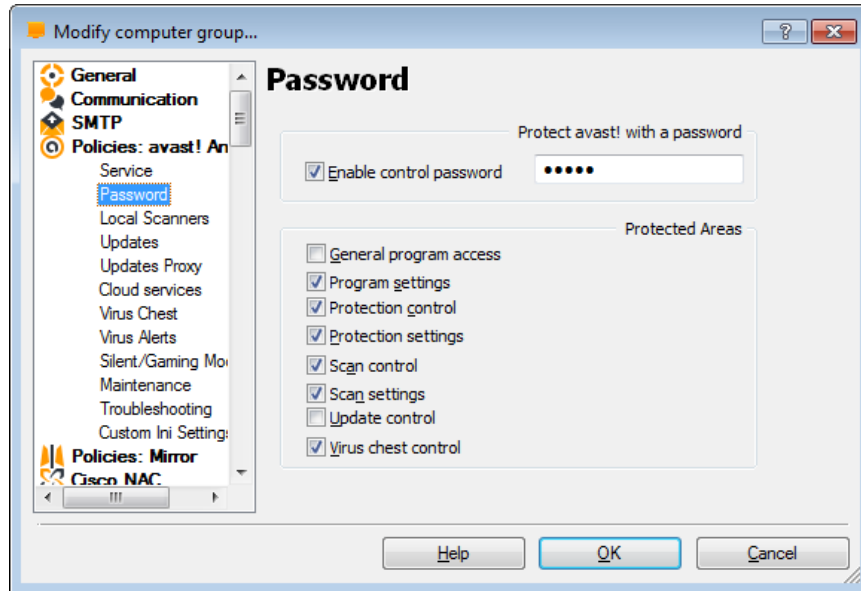 Modify computer group...
General
Communication
SMTP
Policies: avast! An
Service
Password
Local Scanners
Updates
Updates Proxy
Cloud services
Virus Chest
Virus Alerts
Silent/Gaming Mo
Maintenance
Troubleshooting
Custom Ini Settings
Policies: Mirror
Cisco NAC
Password
Protect avast! with a password
Enable control password
•••••
Protected Areas
General program access
Program settings
Protection control
Protection settings
Scan control
Scan settings
Update control
Virus chest control
Help
OK
Cancel